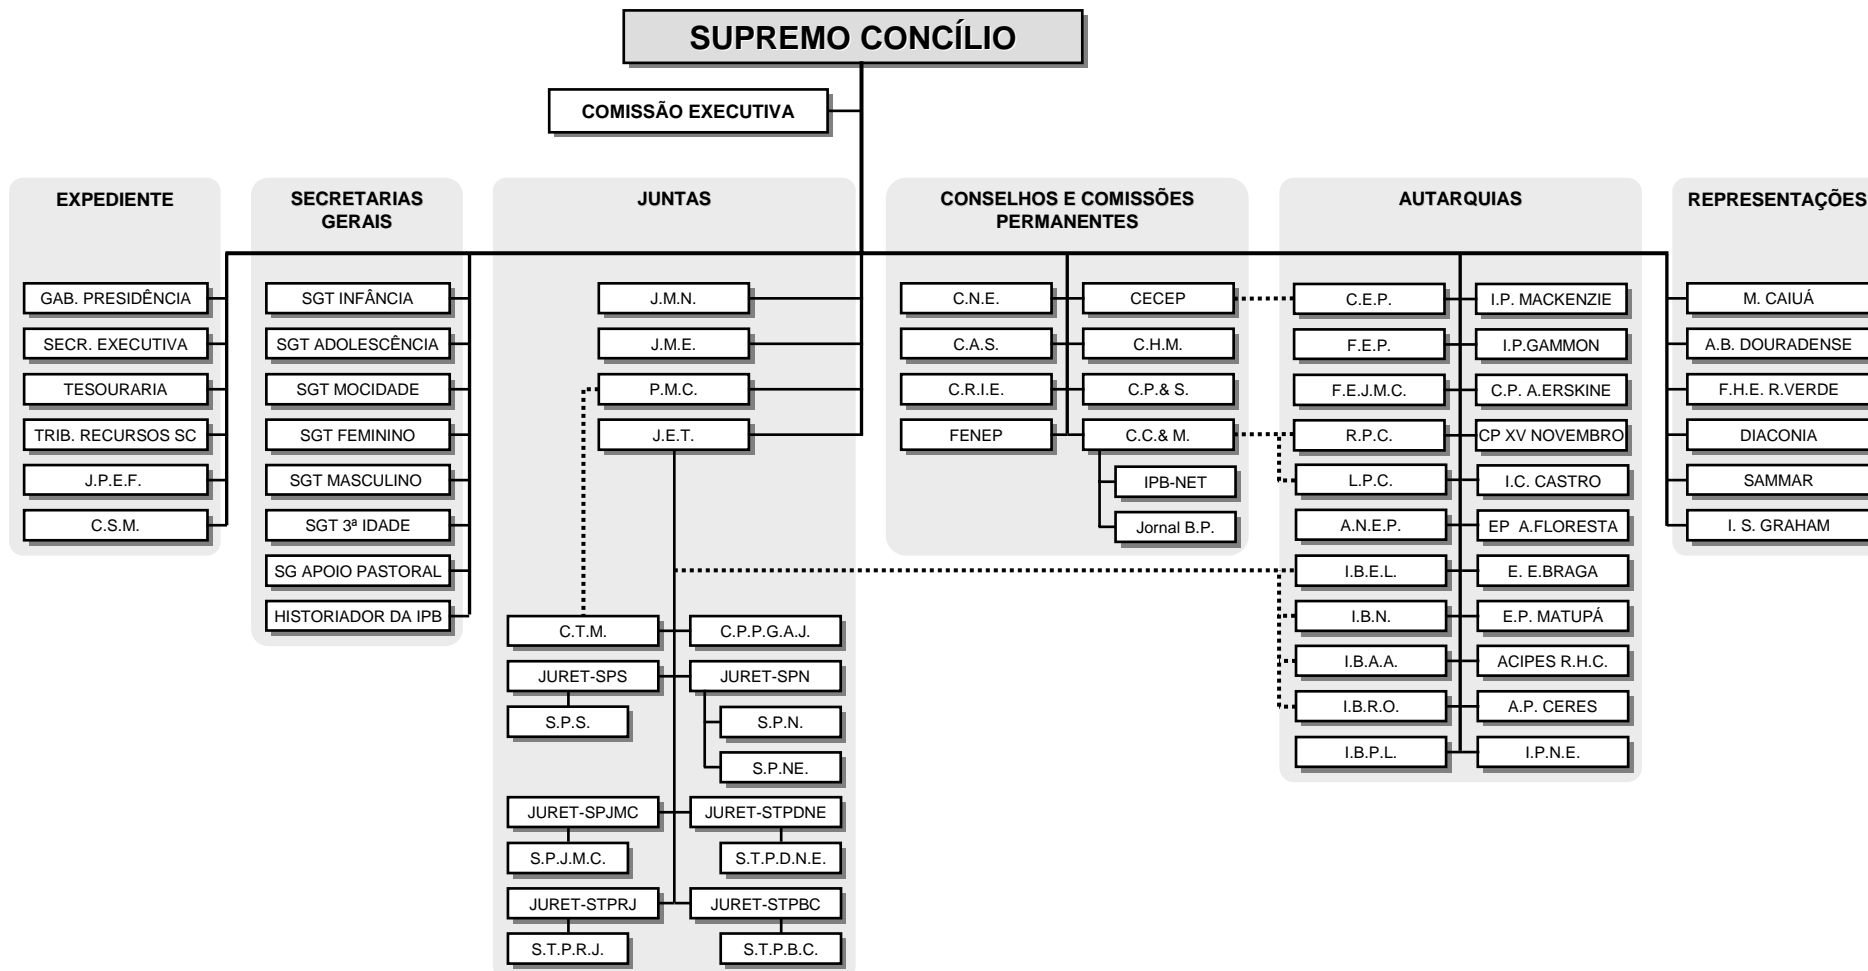 SUPREMO CONCÍLIO
COMISSÃO EXECUTIVA
EXPEDIENTE
GAB. PRESIDÊNCIA
SECR. EXECUTIVA
TESOURARIA
TRIB. RECURSOS SC
J.P.E.F.
C.S.M.
SECRETARIAS
GERAIS
SGT INFÂNCIA
SGT ADOLESCÊNCIA
SGT MOCIDADE
SGT FEMININO
SGT MASCULINO
SGT 3ª IDADE
SG APOIO PASTORAL
HISTORIADOR DA IPB
JUNTAS
J.M.N.
J.M.E.
P.M.C.
J.E.T.
C.T.M.
C.P.P.G.A.J.
JURET-SPS
JURET-SPN
S.P.S.
S.P.N.
S.P.NE.
JURET-SPJMC
JURET-STPDNE
S.P.J.M.C.
S.T.P.D.N.E.
JURET-STPRJ
JURET-STPBC
S.T.P.R.J.
S.T.P.B.C.
CONSELHOS E COMISSÕES
PERMANENTES
C.N.E.
CECEP
C.A.S.
C.H.M.
C.R.I.E.
C.P.& S.
FENEP
C.C.& M.
IPB-NET
Jornal B.P.
AUTARQUIAS
C.E.P.
I.P. MACKENZIE
F.E.P.
I.P.GAMMON
F.E.J.M.C.
C.P. A.ERSKINE
R.P.C.
CP XV NOVEMBRO
L.P.C.
I.C. CASTRO
A.N.E.P.
EP A.FLORESTA
I.B.E.L.
E. E.BRAGA
I.B.N.
E.P. MATUPÁ
I.B.A.A.
ACIPES R.H.C.
I.B.R.O.
A.P. CERES
I.B.P.L.
I.P.N.E.
REPRESENTAÇÕES
M. CAIUÁ
A.B. DOURADENSE
F.H.E. R.VERDE
DIACONIA
SAMMAR
I. S. GRAHAM